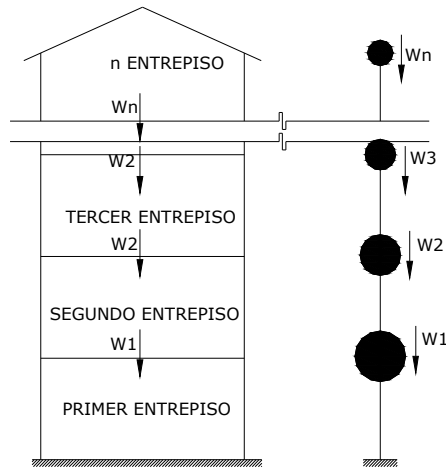 n ENTREPISO
Wn
Wn
W2
W3
TERCER ENTREPISO
W2
W2
SEGUNDO ENTREPISO
W1
W1
PRIMER ENTREPISO